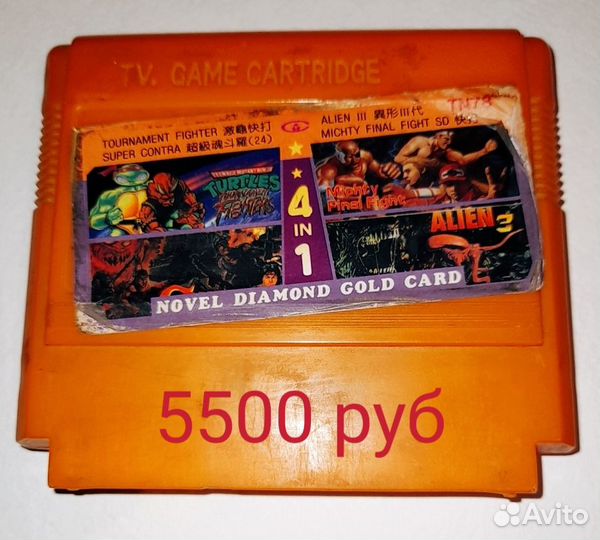 TV. GAME CARTRIDGE
TOURNAMENT FIGHTER 激龜快打
SUPER CONTRA 超級魂斗羅(24)
ALIEN III 異形III代
MICHTY FINAL FIGHT SD 快打
TURTLES
TOURNAMENT
FIGHTER
4
IN
1
Mighty
Final Fight
ALIEN 3
NOVEL DIAMOND GOLD CARD
5500 руб
Avito